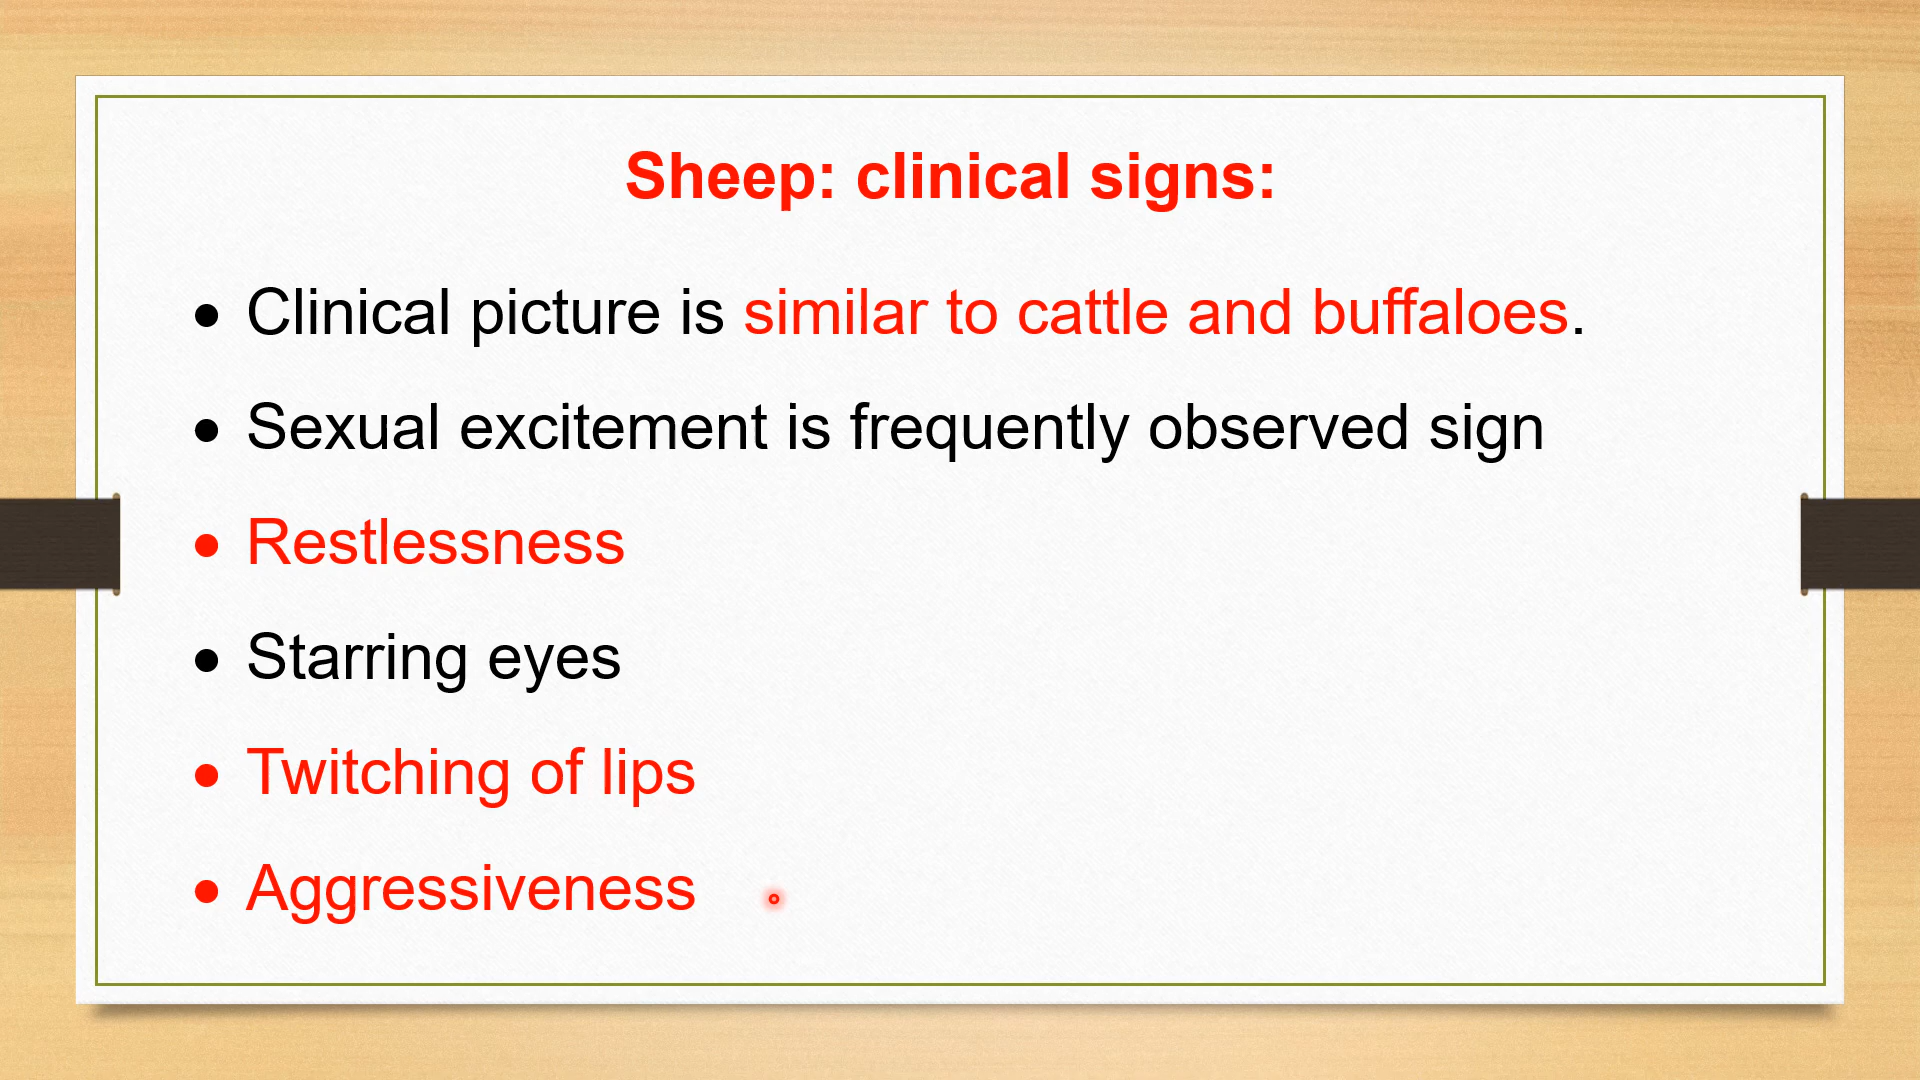 Sheep: clinical signs:
• Clinical picture is similar to cattle and buffaloes.
• Sexual excitement is frequently observed sign
• Restlessness
• Starring eyes
• Twitching of lips
• Aggressiveness